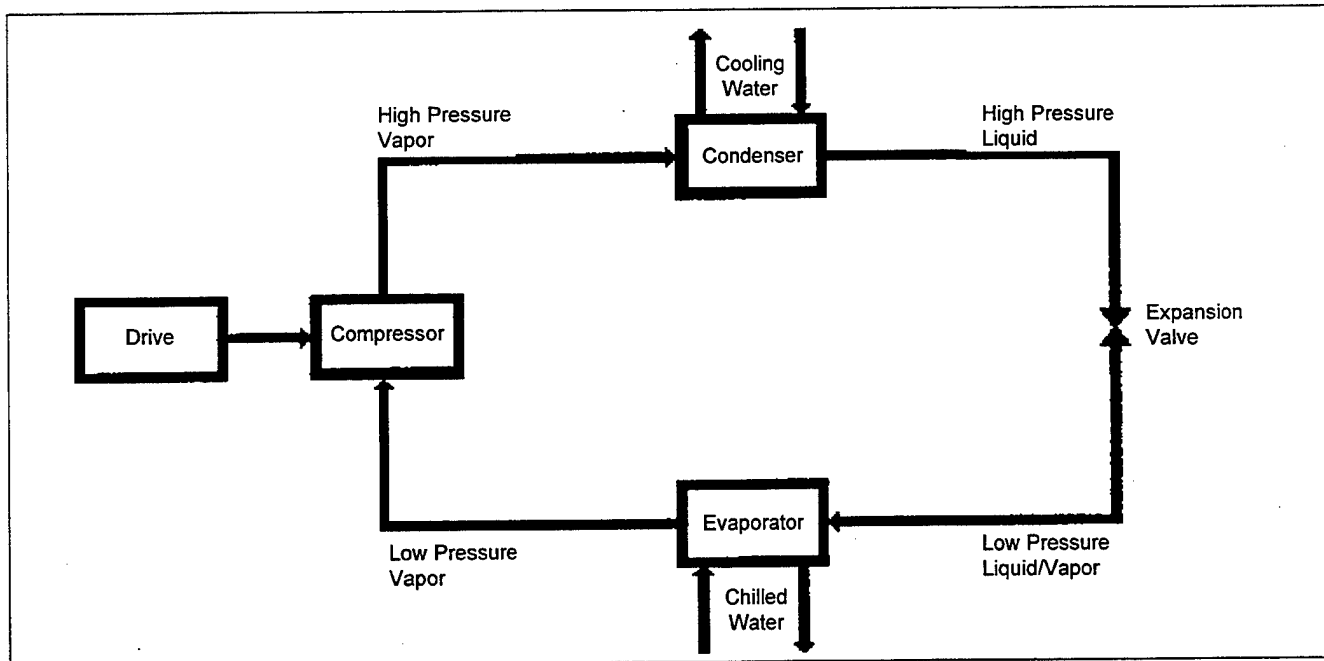 Cooling
Water
High Pressure
Vapor
High Pressure
Liquid
Condenser
Drive
Compressor
Expansion
Valve
Evaporator
Low Pressure
Vapor
Low Pressure
Liquid/Vapor
Chilled
Water